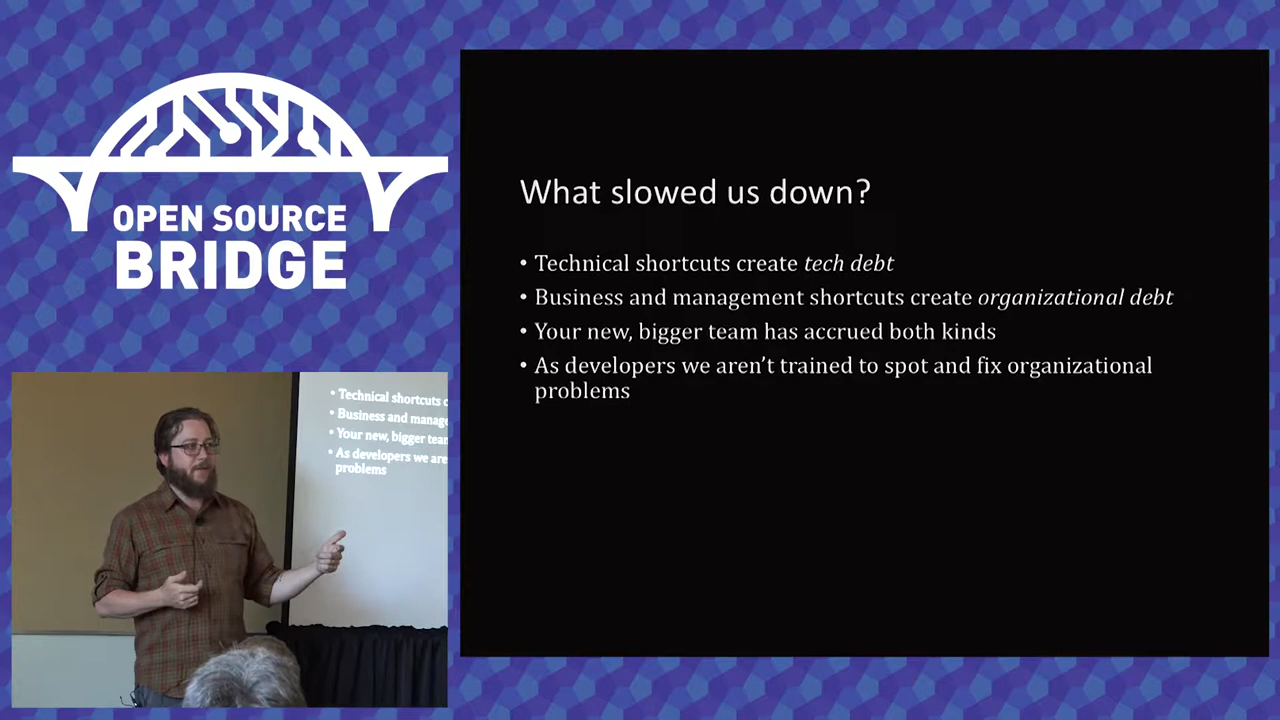 OPEN SOURCE
BRIDGE
What slowed us down?
• Technical shortcuts create tech debt
• Business and management shortcuts create organizational debt
• Your new, bigger team has accrued both kinds
• As developers we aren’t trained to spot and fix organizational
problems
• Technical shortcuts c
• Business and manage
• Your new, bigger team
• As developers we are
problems